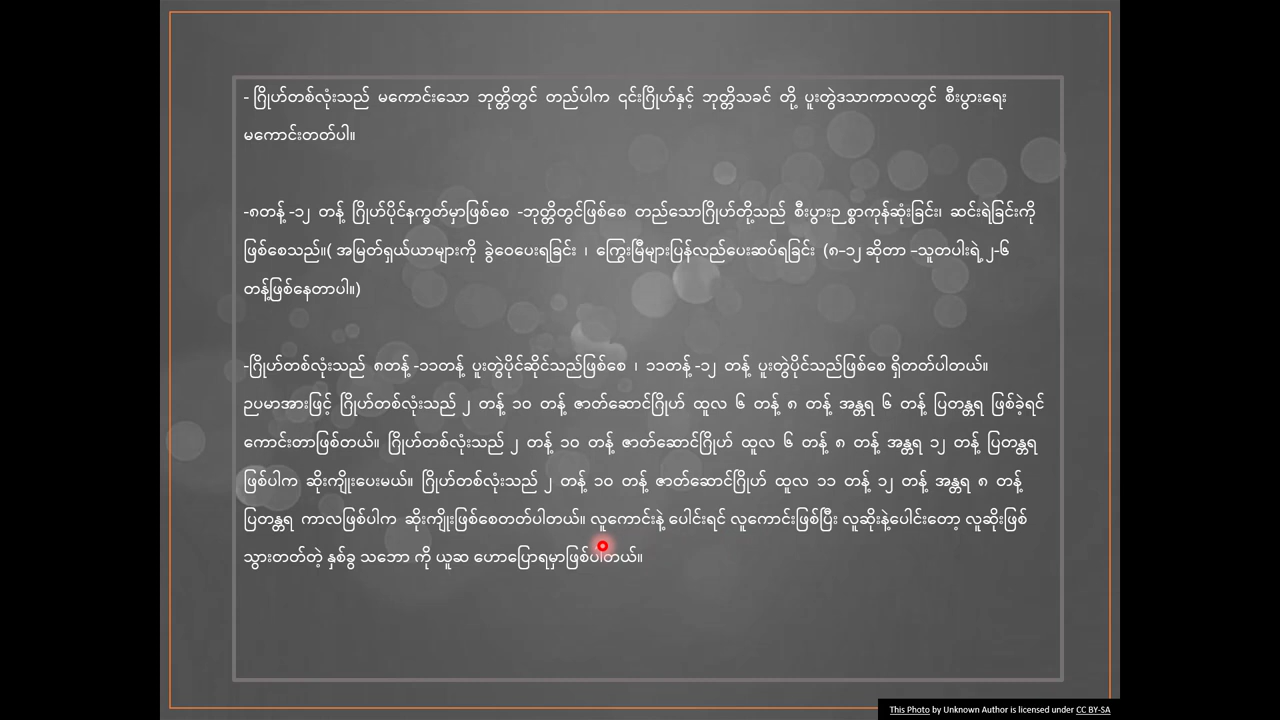 - ဂြိုဟ်တစ်လုံးသည် မကောင်းသော ဘုတ္တိတွင် တည်ပါက ၎င်းဂြိုဟ်နှင့် ဘုတ္တိသခင် တို့ ပူးတွဲဒသာကာလတွင် စီးပွားရေး
မကောင်းတတ်ပါ။
-၈တန့် -၁၂ တန့် ဂြိုဟ်ပိုင်နက္ခတ်မှာဖြစ်စေ -ဘုတ္တိတွင်ဖြစ်စေ တည်သောဂြိုဟ်တို့သည် စီးပွားဉစ္စာကုန်ဆုံးခြင်း၊ ဆင်းရဲခြင်းကို
ဖြစ်စေသည်။( အမြတ်ရှယ်ယာများကို ခွဲဝေပေးရခြင်း ၊ ကြွေးမြီများပြန်လည်ပေးဆပ်ရခြင်း (၈-၁၂ ဆိုတာ –သူတပါးရဲ့ ၂-၆
တန့်ဖြစ်နေတာပါ။)
-ဂြိုဟ်တစ်လုံးသည် ၈တန့် -၁၁တန့် ပူးတွဲပိုင်ဆိုင်သည်ဖြစ်စေ ၊ ၁၁တန့် -၁၂ တန့် ပူးတွဲပိုင်သည်ဖြစ်စေ ရှိတတ်ပါတယ်။
ဉပမာအားဖြင့် ဂြိုဟ်တစ်လုံးသည် ၂ တန့် ၁၀ တန့် ဇာတ်ဆောင်ဂြိုဟ် ထူလ ၆ တန့် ၈ တန့် အန္တရ ၆ တန့် ပြတန္တရ ဖြစ်ခဲ့ရင်
ကောင်းတာဖြစ်တယ်။ ဂြိုဟ်တစ်လုံးသည် ၂ တန့် ၁၀ တန့် ဇာတ်ဆောင်ဂြိုဟ် ထူလ ၆ တန့် ၈ တန့် အန္တရ ၁၂ တန့် ပြတန္တရ
ဖြစ်ပါက ဆိုးကျိုးပေးမယ်။ ဂြိုဟ်တစ်လုံးသည် ၂ တန့် ၁၀ တန့် ဇာတ်ဆောင်ဂြိုဟ် ထူလ ၁၁ တန့် ၁၂ တန့် အန္တရ ၈ တန့်
ပြတန္တရ ကာလဖြစ်ပါက ဆိုးကျိုးဖြစ်စေတတ်ပါတယ်။ လူကောင်းနဲ့ ပေါင်းရင် လူကောင်းဖြစ်ပြီး လူဆိုးနဲ့ပေါင်းတော့ လူဆိုးဖြစ်
သွားတတ်တဲ့ နှစ်ခွ သဘော ကို ယူဆ ဟောပြောရမှာဖြစ်ပါတယ်။
This Photo by Unknown Author is licensed under CC BY-SA